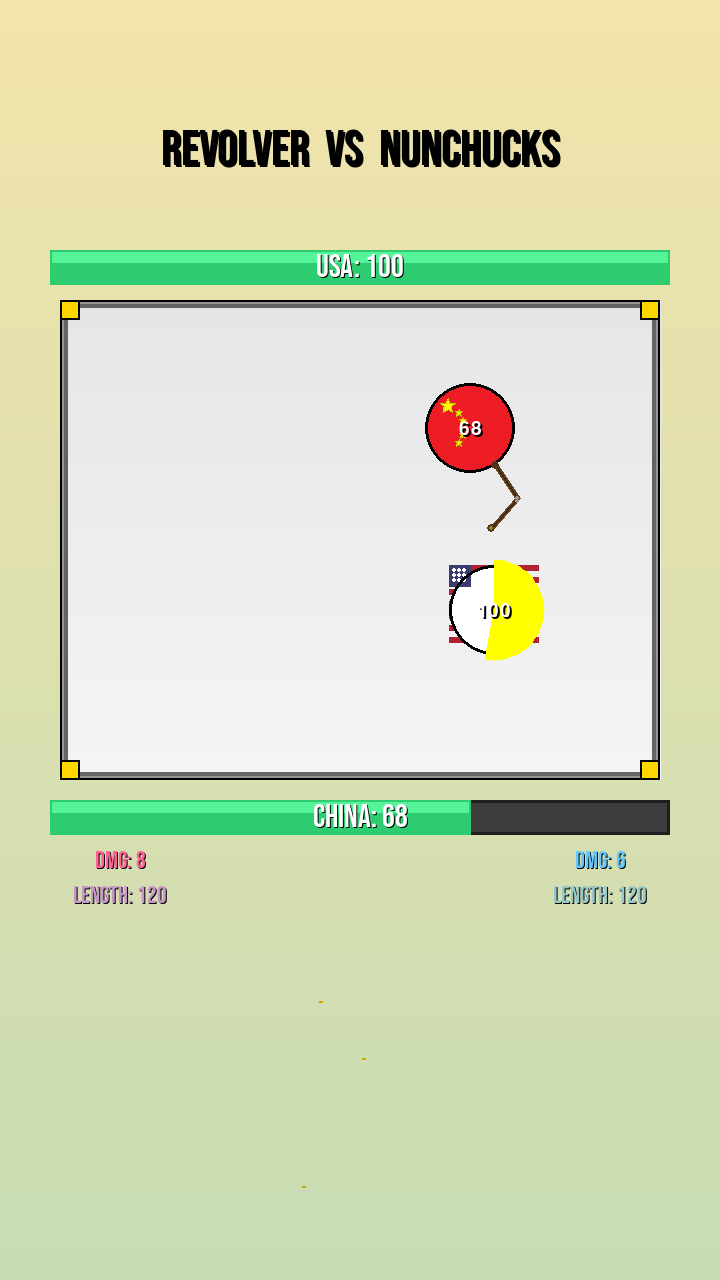 REVOLVER VS NUNCHUCKS
USA: 100
68
100
CHINA: 68
DMG: 8
DMG: 6
LENGTH: 120
LENGTH: 120